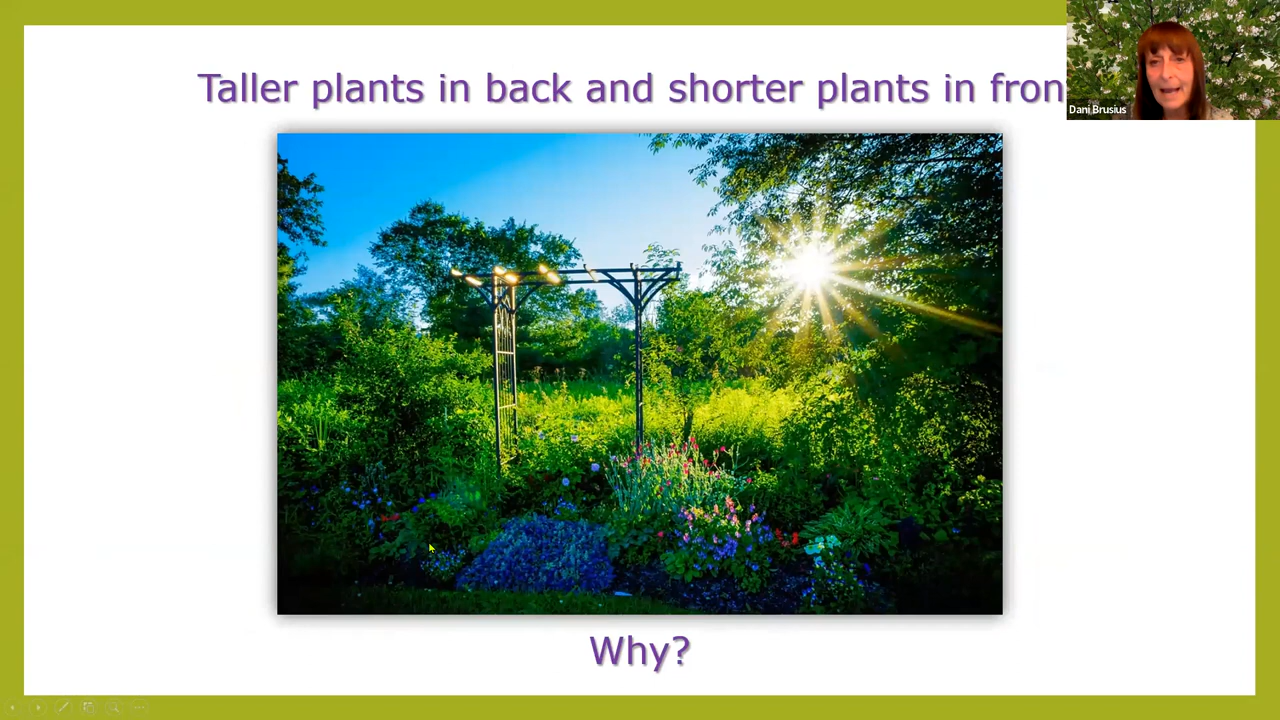 Taller plants in back and shorter plants in fron
Dani Brusius
Why?